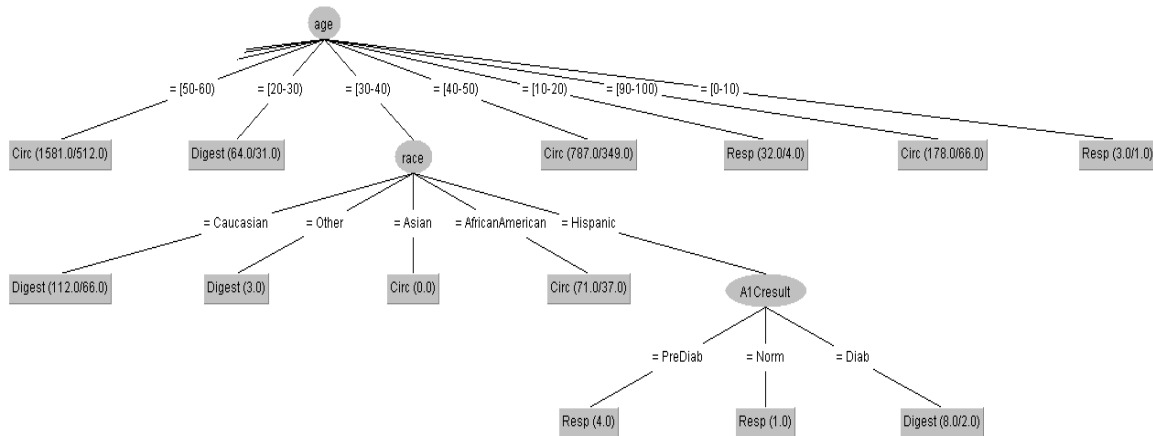 age
= [50-60)
= [20-30)
= [30-40)
= [40-50)
= [10-20)
= [90-100)
= [0-10)
Circ (1581.0/512.0)
Digest (64.0/31.0)
race
Circ (787.0/349.0)
Resp (32.0/4.0)
Circ (178.0/66.0)
Resp (3.0/1.0)
= Caucasian
= Other
= Asian
= AfricanAmerican
= Hispanic
Digest (112.0/66.0)
Digest (3.0)
Circ (0.0)
Circ (71.0/37.0)
A1Cresult
= PreDiab
= Norm
= Diab
Resp (4.0)
Resp (1.0)
Digest (8.0/2.0)